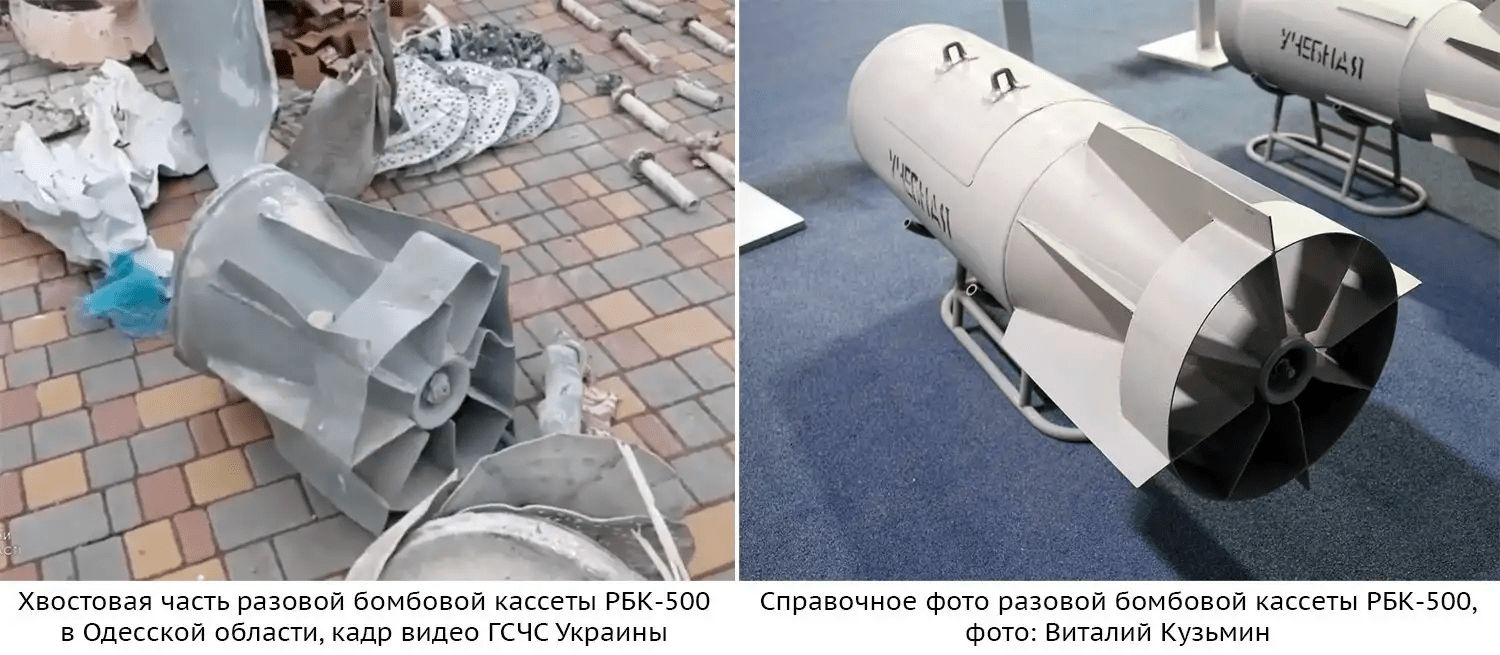 УЧЕБНАЯ
УЧЕБНАЯ
Хвостовая часть разовой бомбовой кассеты РБК-500
в Одесской области, кадр видео ГСЧС Украины
Справочное фото разовой бомбовой кассеты РБК-500,
фото: Виталий Кузьмин